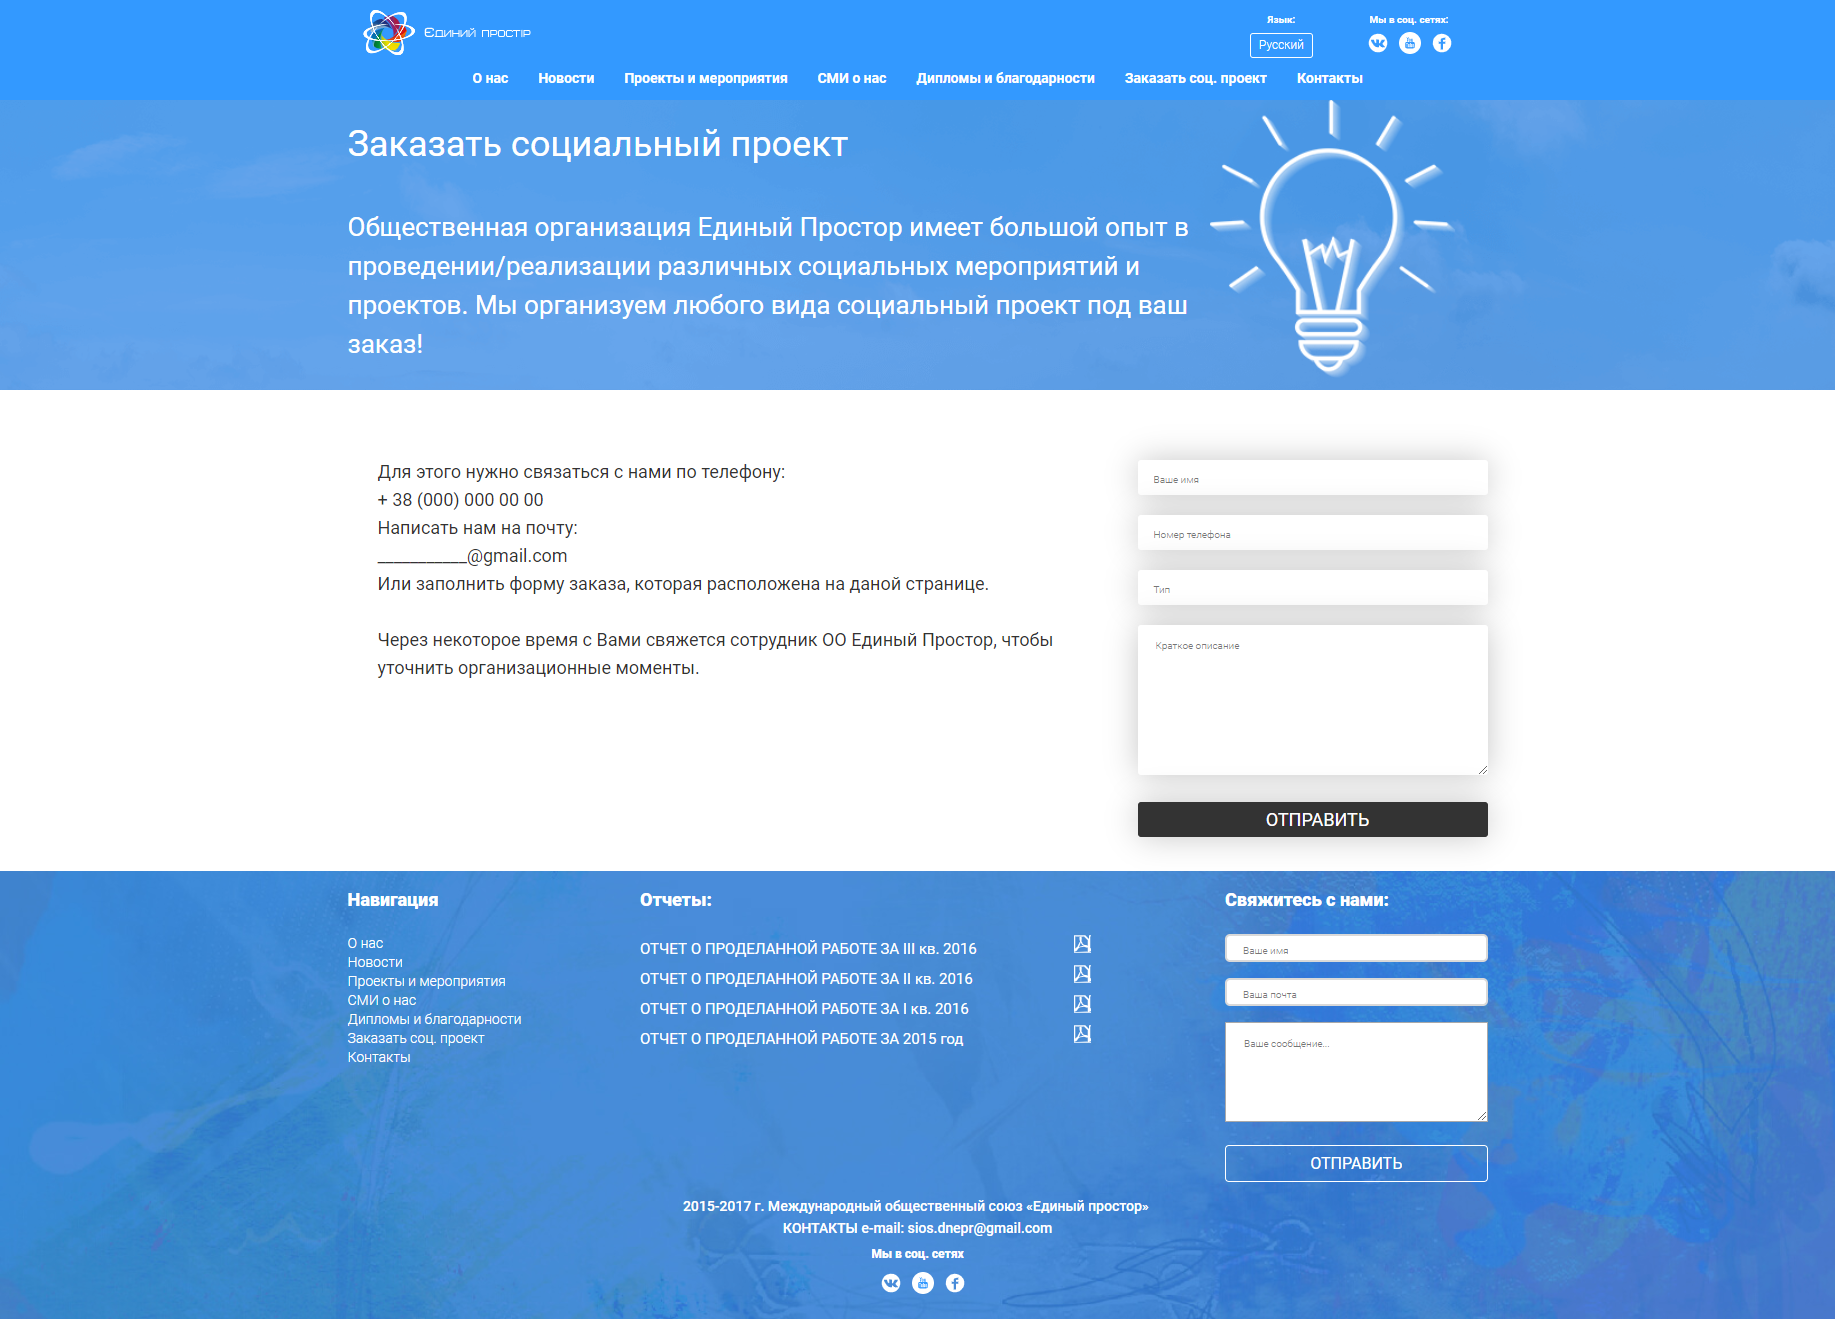 Єдиний простір
Язык:
Русский
Мы в соц. сетях:
О нас
Новости
Проекты и мероприятия
СМИ о нас
Дипломы и благодарности
Заказать соц. проект
Контакты
Заказать социальный проект
Общественная организация Единый Простор имеет большой опыт в
проведении/реализации различных социальных мероприятий и
проектов. Мы организуем любого вида социальный проект под ваш
заказ!
Для этого нужно связаться с нами по телефону:
+ 38 (000) 000 00 00
Написать нам на почту:
__________@gmail.com
Или заполнить форму заказа, которая расположена на даной странице.
Через некоторое время с Вами свяжется сотрудник ОО Единый Простор, чтобы
уточнить организационные моменты.
Ваше имя
Номер телефона
Тип
Краткое описание
ОТПРАВИТЬ
Навигация
О нас
Новости
Проекты и мероприятия
СМИ о нас
Дипломы и благодарности
Заказать соц. проект
Контакты
Отчеты:
ОТЧЕТ О ПРОДЕЛАННОЙ РАБОТЕ ЗА III кв. 2016
ОТЧЕТ О ПРОДЕЛАННОЙ РАБОТЕ ЗА II кв. 2016
ОТЧЕТ О ПРОДЕЛАННОЙ РАБОТЕ ЗА I кв. 2016
ОТЧЕТ О ПРОДЕЛАННОЙ РАБОТЕ ЗА 2015 год
Свяжитесь с нами:
Ваше имя
Ваша почта
Ваше сообщение...
ОТПРАВИТЬ
2015-2017 г. Международный общественный союз «Единый простор»
КОНТАКТЫ e-mail: sios.dnepr@gmail.com
Мы в соц. сетях